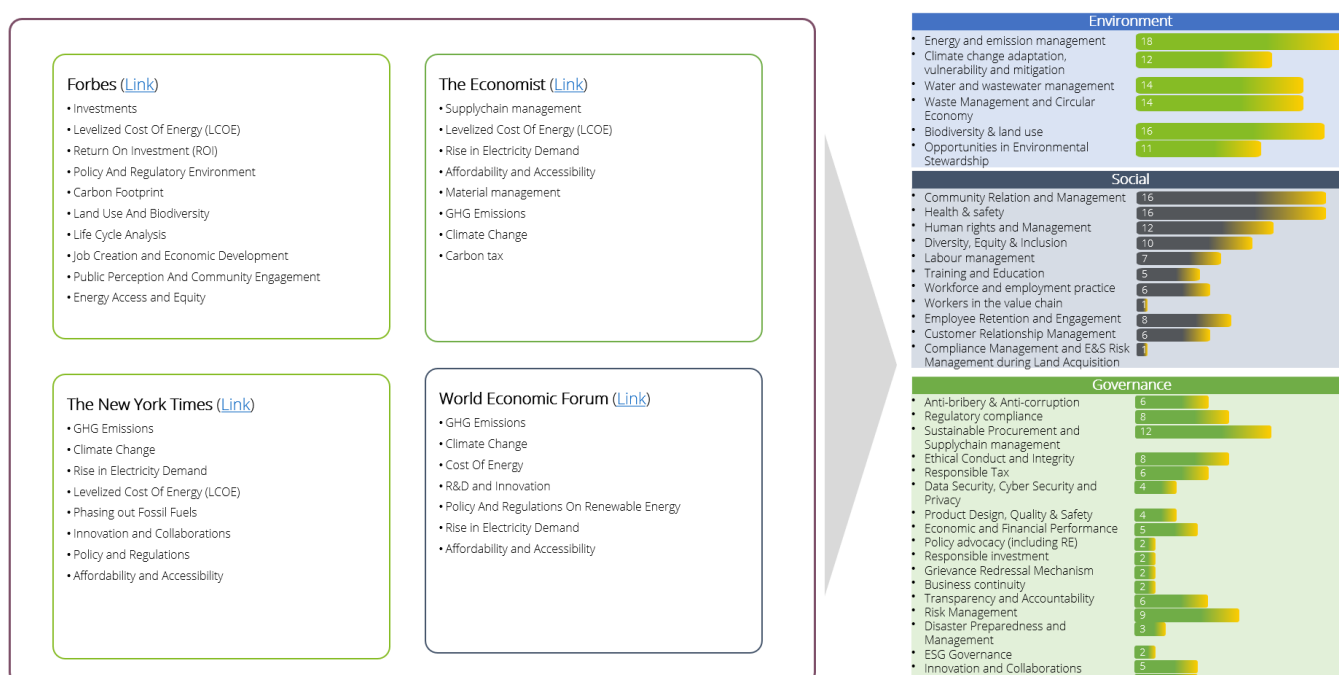 Forbes (Link)
• Investments
• Levelized Cost Of Energy (LCOE)
• Return On Investment (ROI)
• Policy And Regulatory Environment
• Carbon Footprint
• Land Use And Biodiversity
• Life Cycle Analysis
• Job Creation and Economic Development
• Public Perception And Community Engagement
• Energy Access and Equity
The Economist (Link)
• Supplychain management
• Levelized Cost Of Energy (LCOE)
• Rise in Electricity Demand
• Affordability and Accessibility
• Material management
• GHG Emissions
• Climate Change
• Carbon tax
The New York Times (Link)
• GHG Emissions
• Climate Change
• Rise in Electricity Demand
• Levelized Cost Of Energy (LCOE)
• Phasing out Fossil Fuels
• Innovation and Collaborations
• Policy and Regulations
• Affordability and Accessibility
World Economic Forum (Link)
• GHG Emissions
• Climate Change
• Cost Of Energy
• R&D and Innovation
• Policy And Regulations On Renewable Energy
• Rise in Electricity Demand
• Affordability and Accessibility
Environment
• Energy and emission management 18
• Climate change adaptation, 12
vulnerability and mitigation
• Water and wastewater management 14
• Waste Management and Circular 14
Economy
• Biodiversity & land use 16
• Opportunities in Environmental 11
Stewardship
Social
• Community Relation and Management 16
• Health & safety 16
• Human rights and Management 12
• Diversity, Equity & Inclusion 10
• Labour management 7
• Training and Education 5
• Workforce and employment practice 6
• Workers in the value chain 1
• Employee Retention and Engagement 8
• Customer Relationship Management 6
• Compliance Management and E&S Risk 1
Management during Land Acquisition
Governance
• Anti-bribery & Anti-corruption 6
• Regulatory compliance 8
• Sustainable Procurement and 12
Supplychain management
• Ethical Conduct and Integrity 8
• Responsible Tax 6
• Data Security, Cyber Security and 4
Privacy
• Product Design, Quality & Safety 4
• Economic and Financial Performance 5
• Policy advocacy (including RE) 2
• Responsible investment 2
• Grievance Redressal Mechanism 2
• Business continuity 2
• Transparency and Accountability 6
• Risk Management 9
• Disaster Preparedness and 3
Management
• ESG Governance 2
• Innovation and Collaborations 5